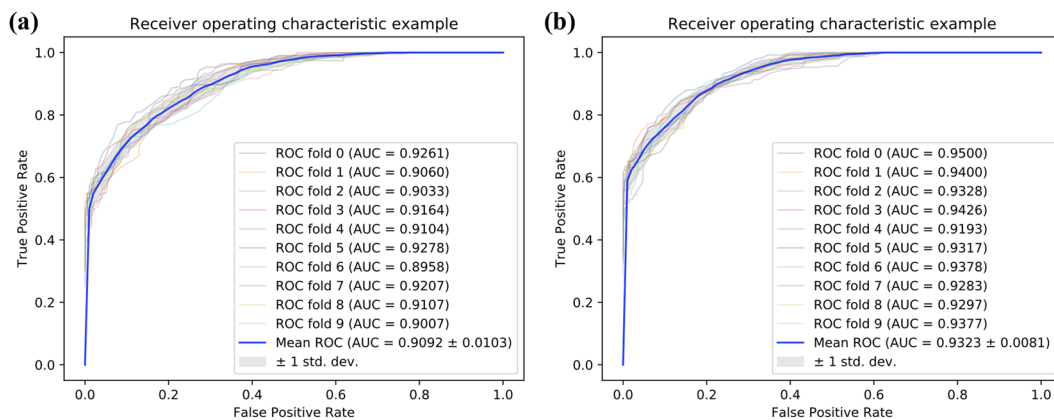 (a)
Receiver operating characteristic example
1.0
0.8
0.6
0.4
0.2
0.0
True Positive Rate
ROC fold 0 (AUC = 0.9261)
ROC fold 1 (AUC = 0.9060)
ROC fold 2 (AUC = 0.9033)
ROC fold 3 (AUC = 0.9164)
ROC fold 4 (AUC = 0.9104)
ROC fold 5 (AUC = 0.9278)
ROC fold 6 (AUC = 0.8958)
ROC fold 7 (AUC = 0.9207)
ROC fold 8 (AUC = 0.9107)
ROC fold 9 (AUC = 0.9007)
Mean ROC (AUC = 0.9092 ± 0.0103)
± 1 std. dev.
0.0 0.2 0.4 0.6 0.8 1.0
False Positive Rate
(b)
Receiver operating characteristic example
1.0
0.8
0.6
0.4
0.2
0.0
True Positive Rate
ROC fold 0 (AUC = 0.9500)
ROC fold 1 (AUC = 0.9400)
ROC fold 2 (AUC = 0.9328)
ROC fold 3 (AUC = 0.9426)
ROC fold 4 (AUC = 0.9193)
ROC fold 5 (AUC = 0.9317)
ROC fold 6 (AUC = 0.9378)
ROC fold 7 (AUC = 0.9283)
ROC fold 8 (AUC = 0.9297)
ROC fold 9 (AUC = 0.9377)
Mean ROC (AUC = 0.9323 ± 0.0081)
± 1 std. dev.
0.0 0.2 0.4 0.6 0.8 1.0
False Positive Rate